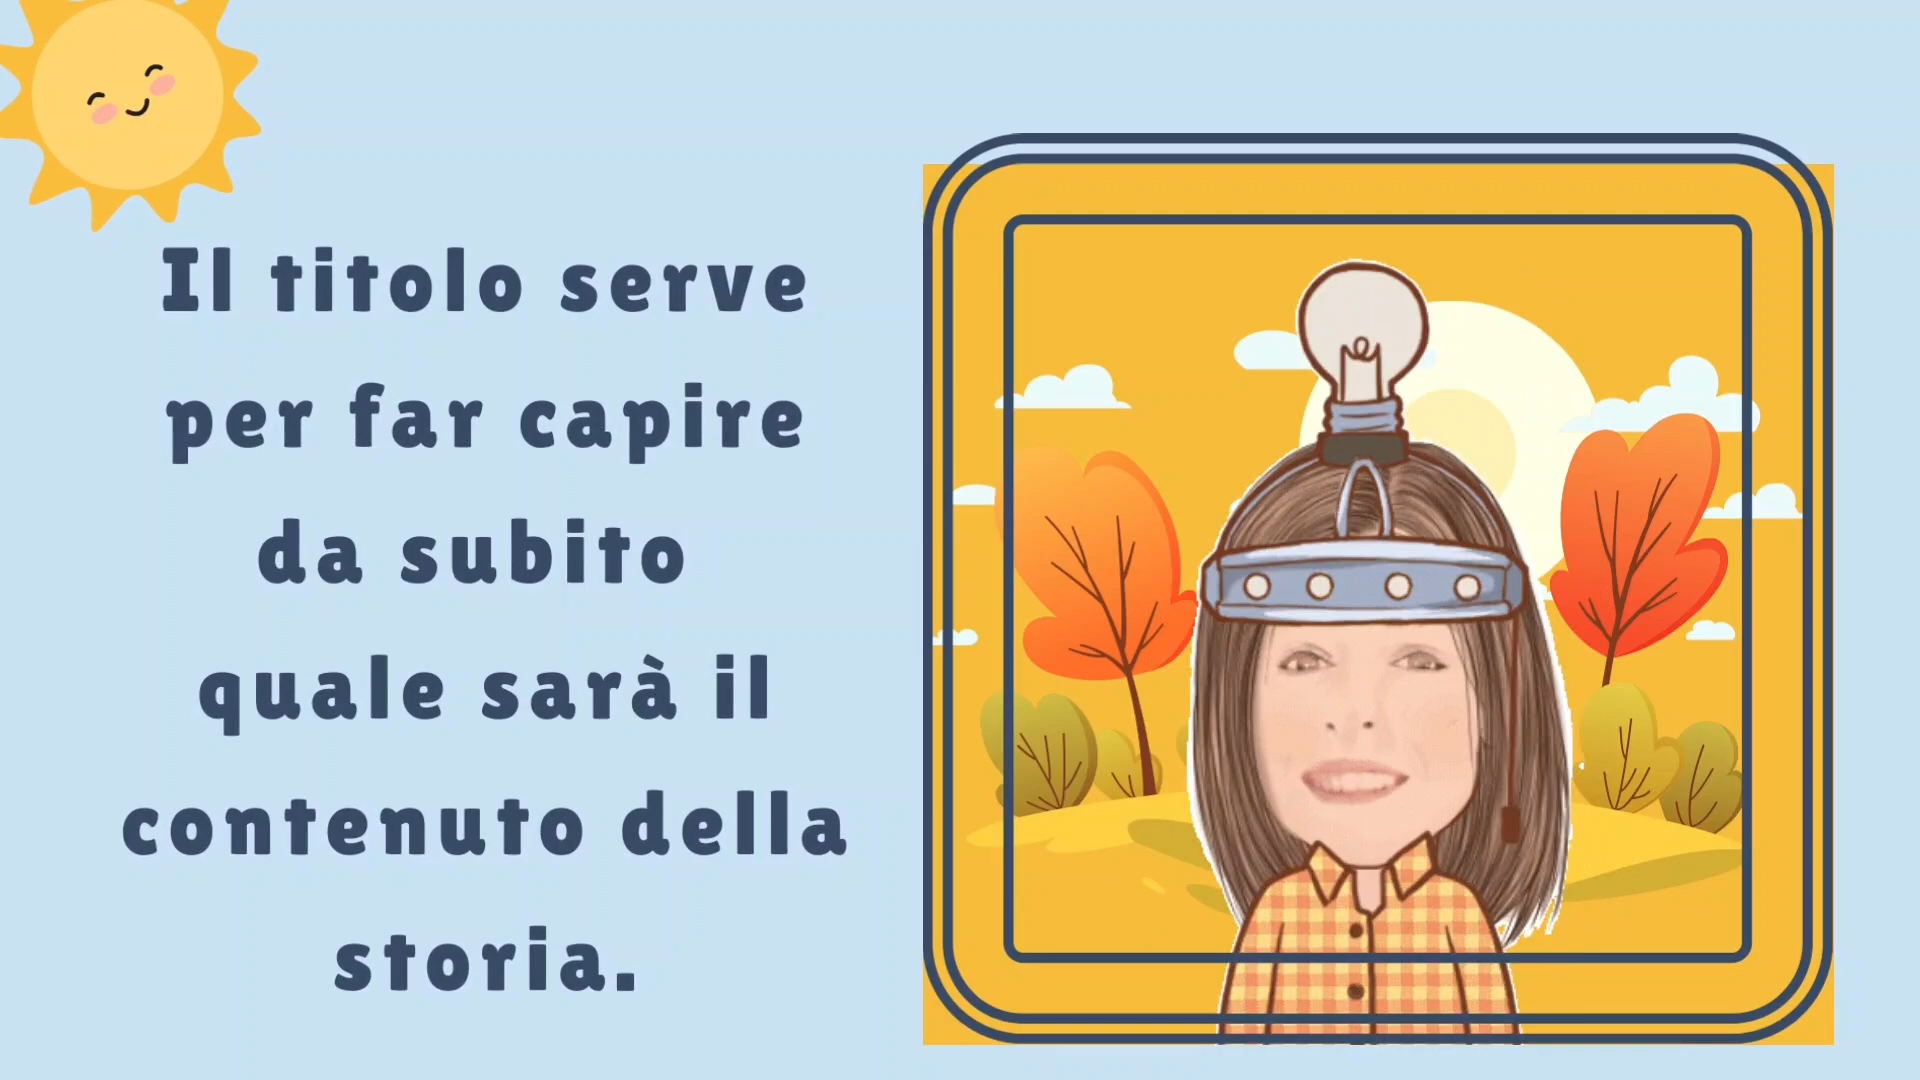 Il titolo serve
per far capire
da subito
quale sarà il
contenuto della
storia.